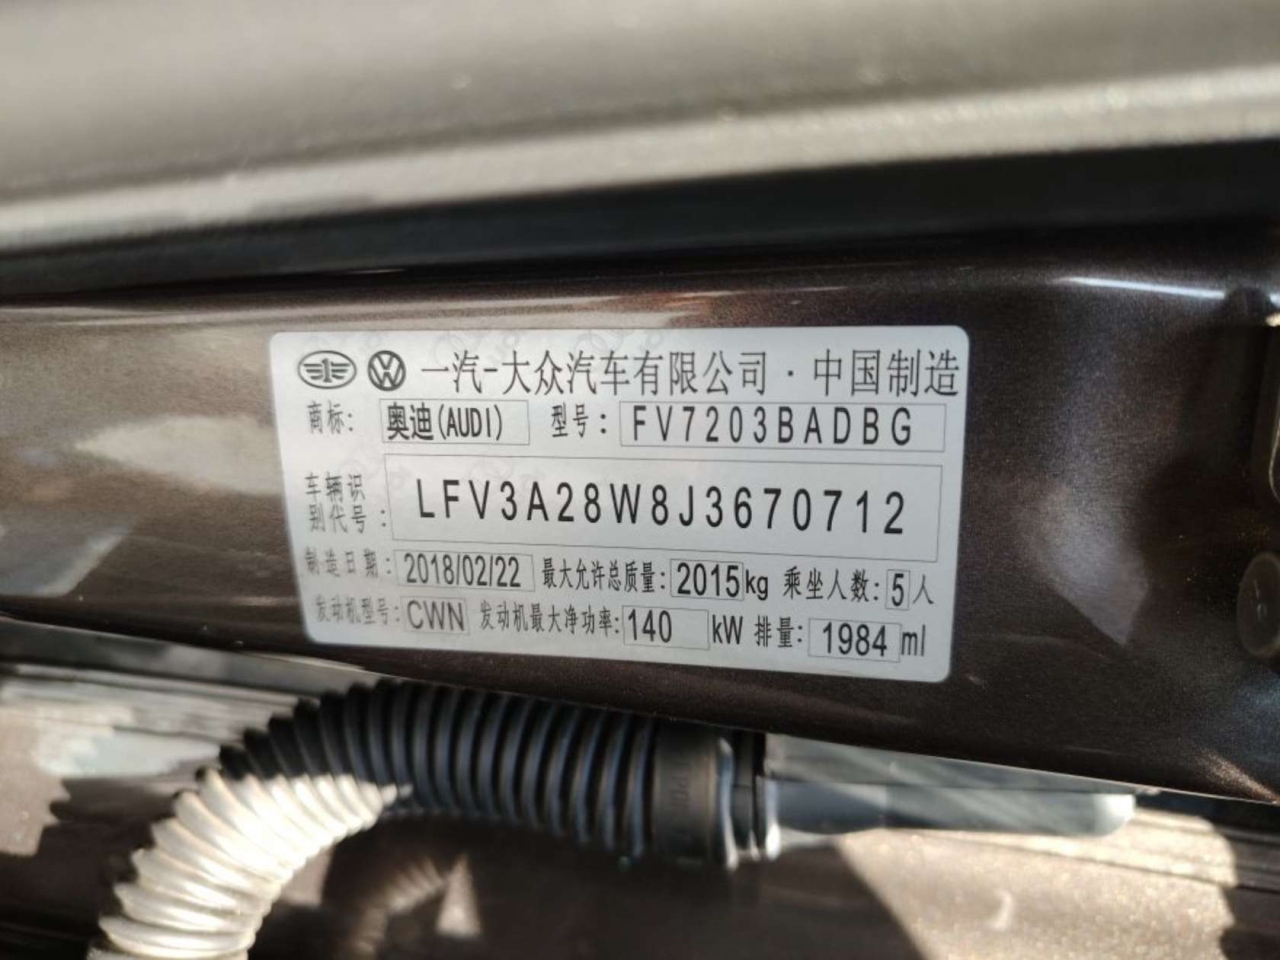 一汽-大众汽车有限公司·中国制造
商标: 奥迪(AUDI) 型号: FV7203BADBG
车辆识别代号: LFV3A28W8J3670712
制造日期: 2018/02/22 最大允许总质量: 2015kg 乘坐人数: 5人
发动机型号: CWN 发动机最大净功率: 140 kW 排量: 1984 ml